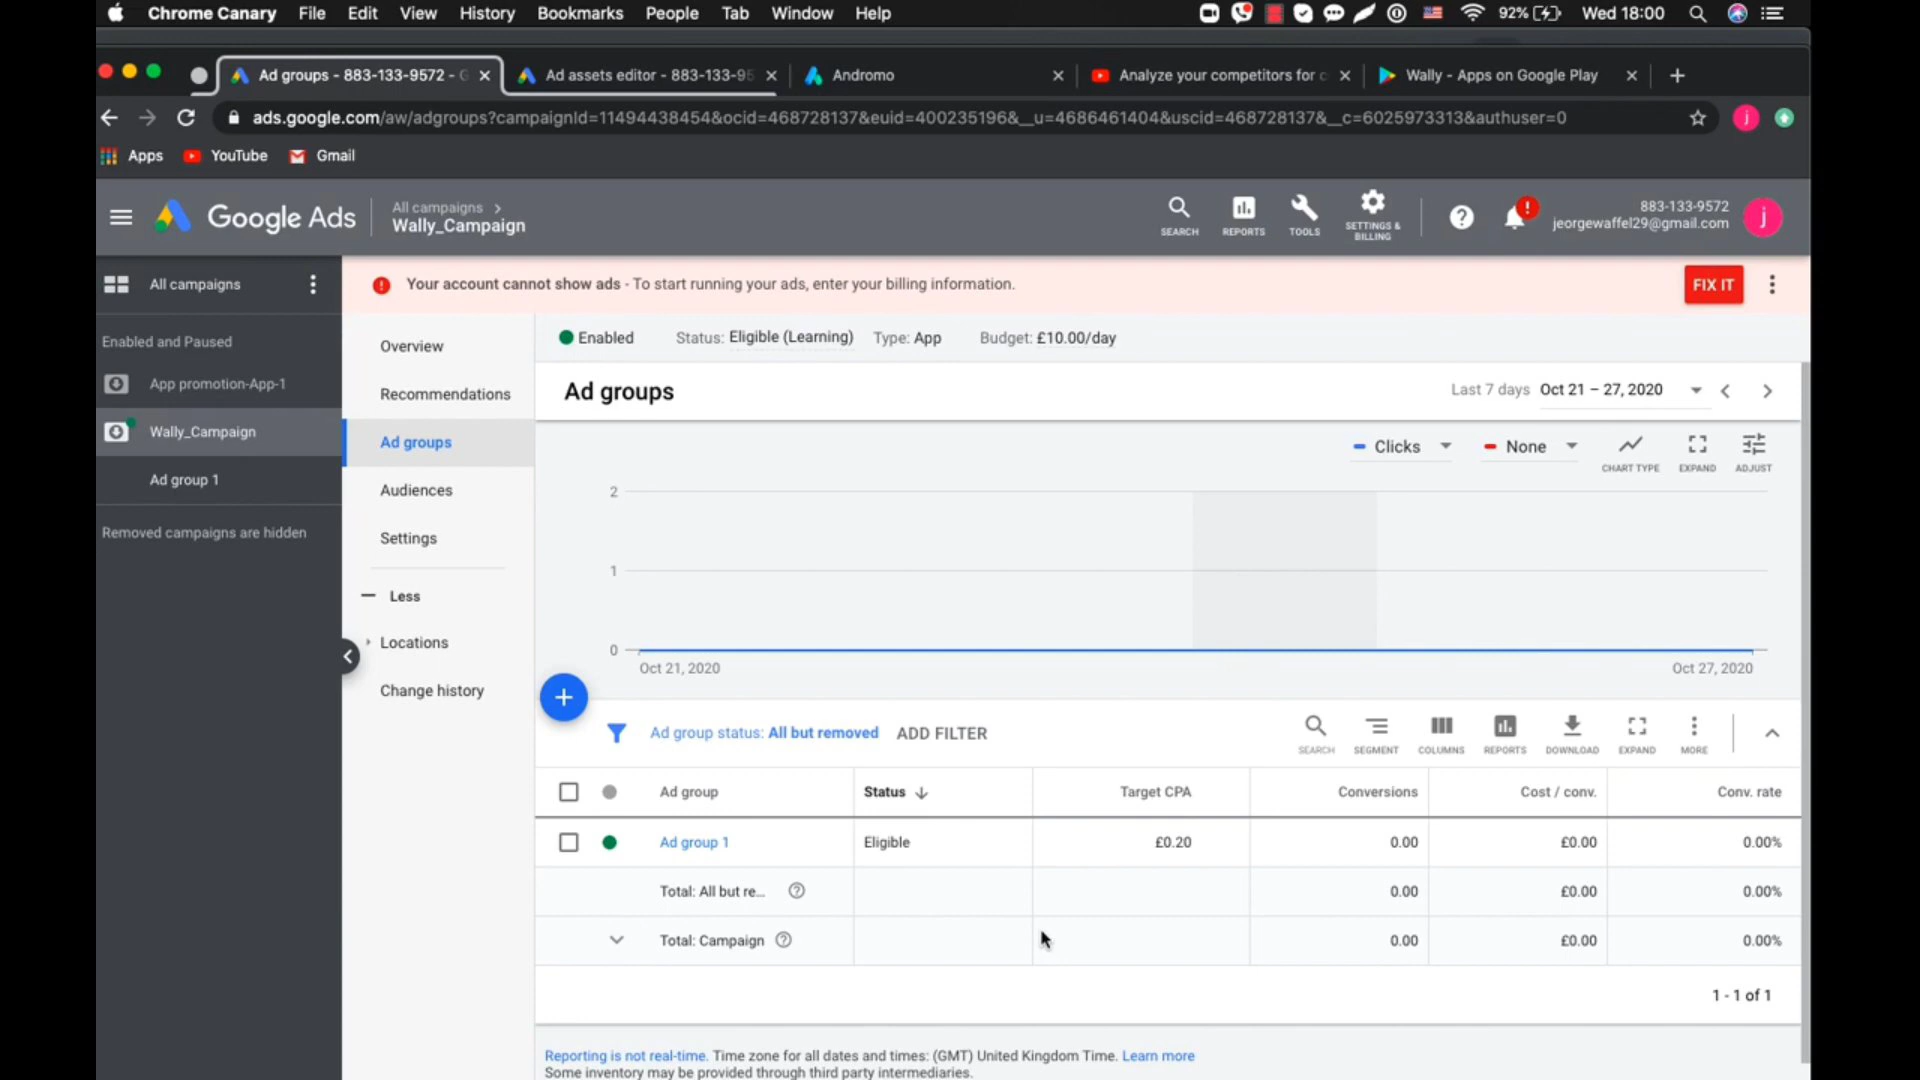 Chrome Canary File Edit View History Bookmarks People Tab Window Help 92% Wed 18:00
Ad groups - 883-133-9572 - G Ad assets editor - 883-133-95 Andromo Analyze your competitors for c Wally - Apps on Google Play
ads.google.com/aw/adgroups?campaignId=11494438454&ocid=468728137&euid=400235196&__u=4686461404&uscid=468728137&__c=6025973313&authuser=0 j
Apps YouTube Gmail
Google Ads
All campaigns >
Wally_Campaign
SEARCH REPORTS TOOLS SETTINGS & BILLING
883-133-9572
jeorgewaffel29@gmail.com
j
All campaigns
Your account cannot show ads - To start running your ads, enter your billing information. FIX IT
Enabled and Paused
App promotion-App-1
Wally_Campaign
Ad group 1
Removed campaigns are hidden
Overview
Recommendations
Ad groups
Audiences
Settings
Less
Locations
Change history
Enabled Status: Eligible (Learning) Type: App Budget: £10.00/day
Ad groups Last 7 days Oct 21 – 27, 2020
Clicks None CHART TYPE EXPAND ADJUST
2
1
0
Oct 21, 2020 Oct 27, 2020
Ad group status: All but removed ADD FILTER SEARCH SEGMENT COLUMNS REPORTS DOWNLOAD EXPAND MORE
Ad group Status Target CPA Conversions Cost / conv. Conv. rate
Ad group 1 Eligible £0.20 0.00 £0.00 0.00%
Total: All but re... 0.00 £0.00 0.00%
Total: Campaign 0.00 £0.00 0.00%
1 - 1 of 1
Reporting is not real-time. Time zone for all dates and times: (GMT) United Kingdom Time. Learn more
Some inventory may be provided through third party intermediaries.